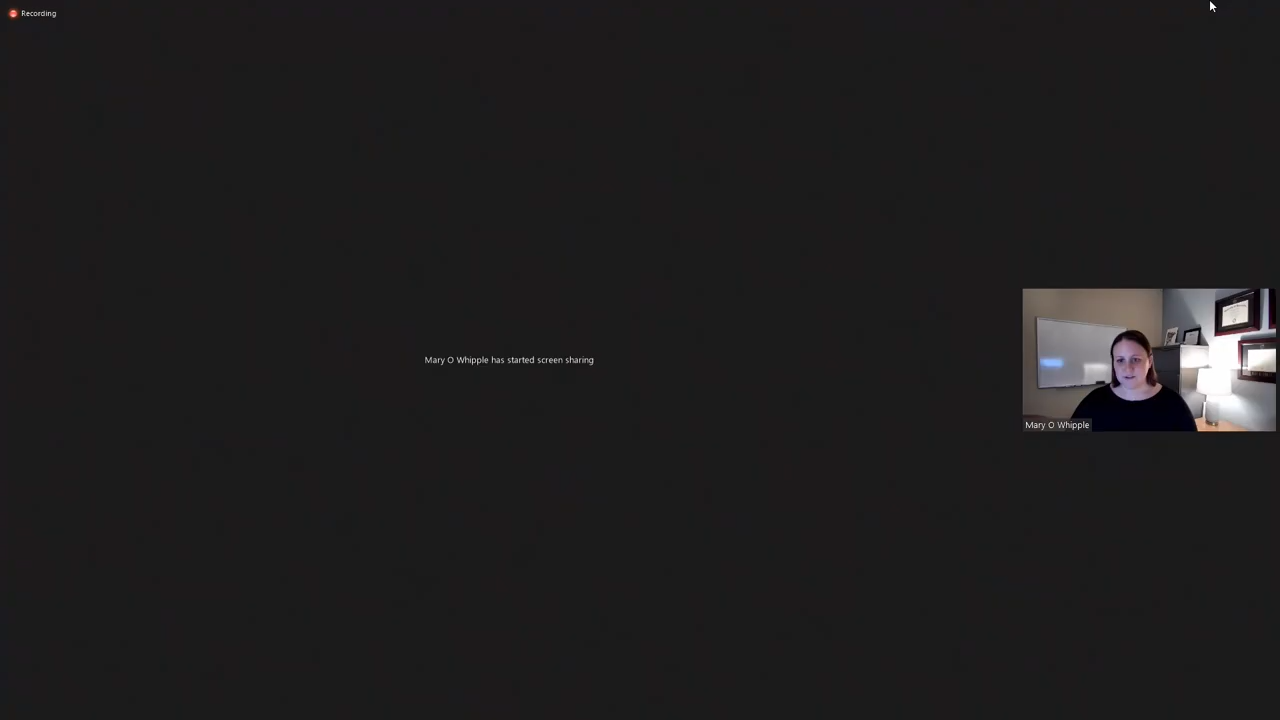 Recording
Mary O Whipple has started screen sharing
Mary O Whipple